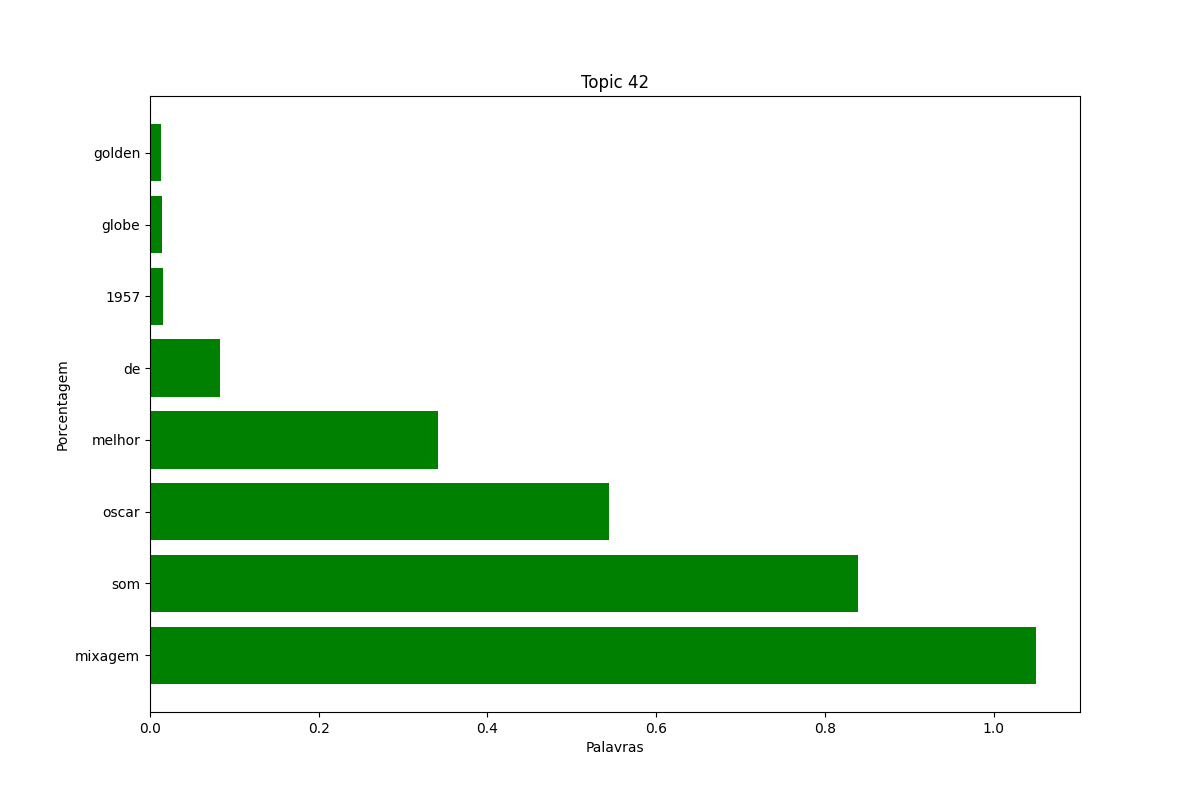 Topic 42
golden
globe
1957
de
melhor
oscar
som
mixagem
Porcentagem
0.0 0.2 0.4 0.6 0.8 1.0
Palavras